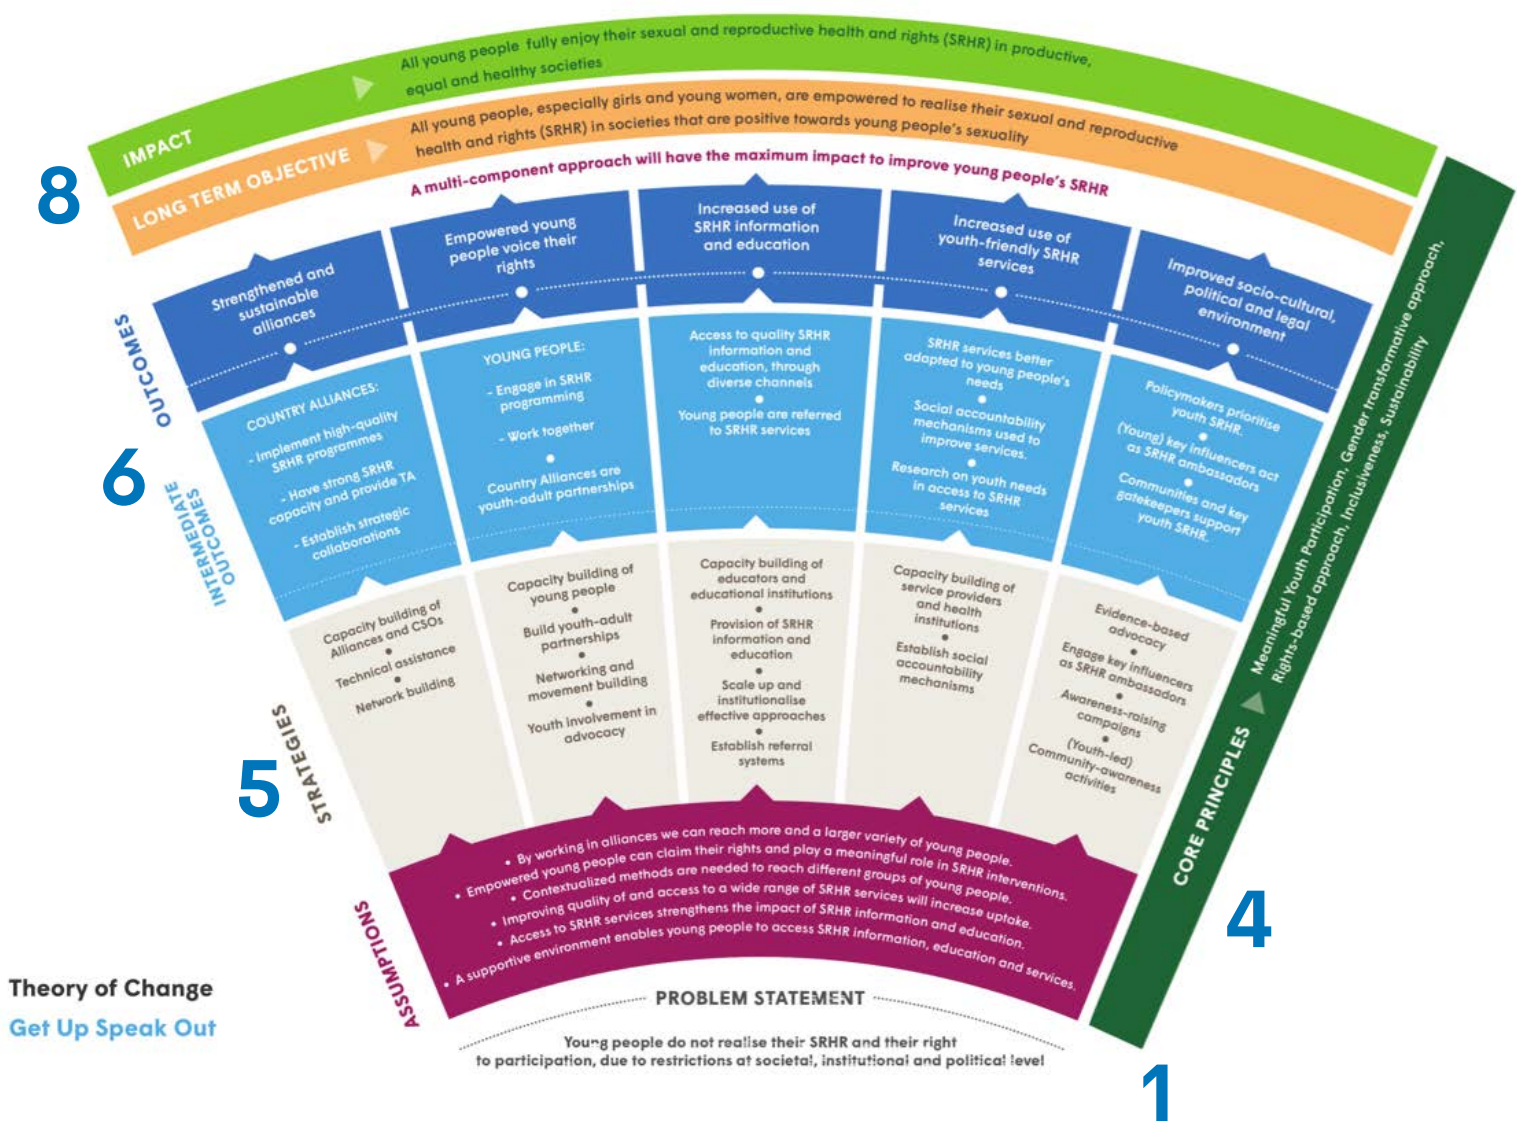 IMPACT
All young people fully enjoy their sexual and reproductive health and rights (SRHR) in productive,
equal and healthy societies
LONG TERM OBJECTIVE
All young people, especially girls and young women, are empowered to realise their sexual and reproductive
health and rights (SRHR) in societies that are positive towards young people's sexuality
8
A multi-component approach will have the maximum impact to improve young people's SRHR
OUTCOMES
Strengthened and
sustainable
alliances
Empowered young
people voice their
rights
Increased use of
SRHR information
and education
Increased use of
youth-friendly SRHR
services
Improved socio-cultural,
political and legal
environment
6
INTERMEDIATE
OUTCOMES
COUNTRY ALLIANCES:
- Implement high-quality
SRHR programmes
- Have strong SRHR
capacity and provide TA
- Establish strategic
collaborations
YOUNG PEOPLE:
- Engage in SRHR
programming
- Work together
Country Alliances are
youth-adult partnerships
Access to quality SRHR
information and
education, through
diverse channels
Young people are referred
to SRHR services
SRHR services better
adapted to young people's
needs
Social accountability
mechanisms used to
improve services.
Research on youth needs
in access to SRHR
services
Policymakers prioritise
youth SRHR.
(Young) key influencers act
as SRHR ambassadors
Communities and key
gatekeepers support
youth SRHR.
5
STRATEGIES
Capacity building of
Alliances and CSOs
Technical assistance
Network building
Capacity building of
young people
Build youth-adult
partnerships
Networking and
movement building
Youth involvement in
advocacy
Capacity building of
educators and
educational institutions
Provision of SRHR
information and
education
Scale up and
institutionalise
effective approaches
Establish referral
systems
Capacity building of
service providers
and health
institutions
Establish social
accountability
mechanisms
Evidence-based
advocacy
Engage key influencers
as SRHR ambassadors
Awareness-raising
campaigns
(Youth-led)
Community-awareness
activities
ASSUMPTIONS
• By working in alliances we can reach more and a larger variety of young people.
• Empowered young people can claim their rights and play a meaningful role in SRHR interventions.
• Contextualized methods are needed to reach different groups of young people.
• Improving quality of and access to a wide range of SRHR services will increase uptake.
• Access to SRHR services strengthens the impact of SRHR information and education.
• A supportive environment enables young people to access SRHR information, education and services.
CORE PRINCIPLES
Meaningful Youth Participation, Gender transformative approach,
Rights-based approach, Inclusiveness, Sustainability
4
PROBLEM STATEMENT
Young people do not realise their SRHR and their right
to participation, due to restrictions at societal, institutional and political level
1
Theory of Change
Get Up Speak Out